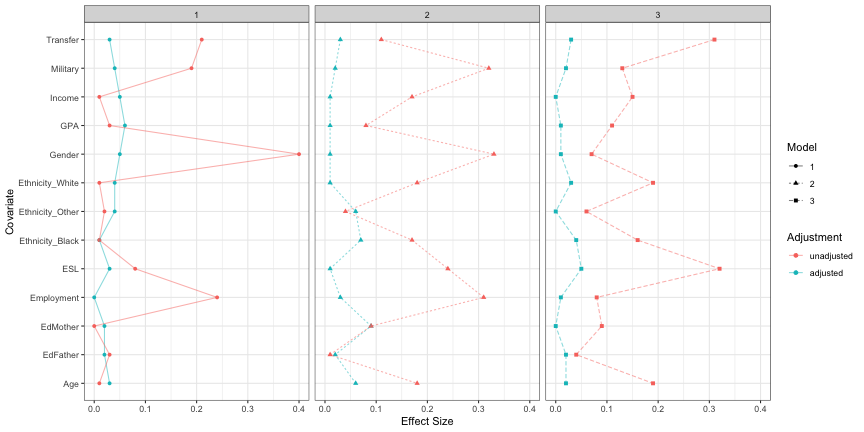 1
2
3
Covariate
Transfer
Military
Income
GPA
Gender
Ethnicity_White
Ethnicity_Other
Ethnicity_Black
ESL
Employment
EdMother
EdFather
Age
0.0 0.1 0.2 0.3 0.4
0.0 0.1 0.2 0.3 0.4
0.0 0.1 0.2 0.3 0.4
Effect Size
Model
1
2
3
Adjustment
unadjusted
adjusted